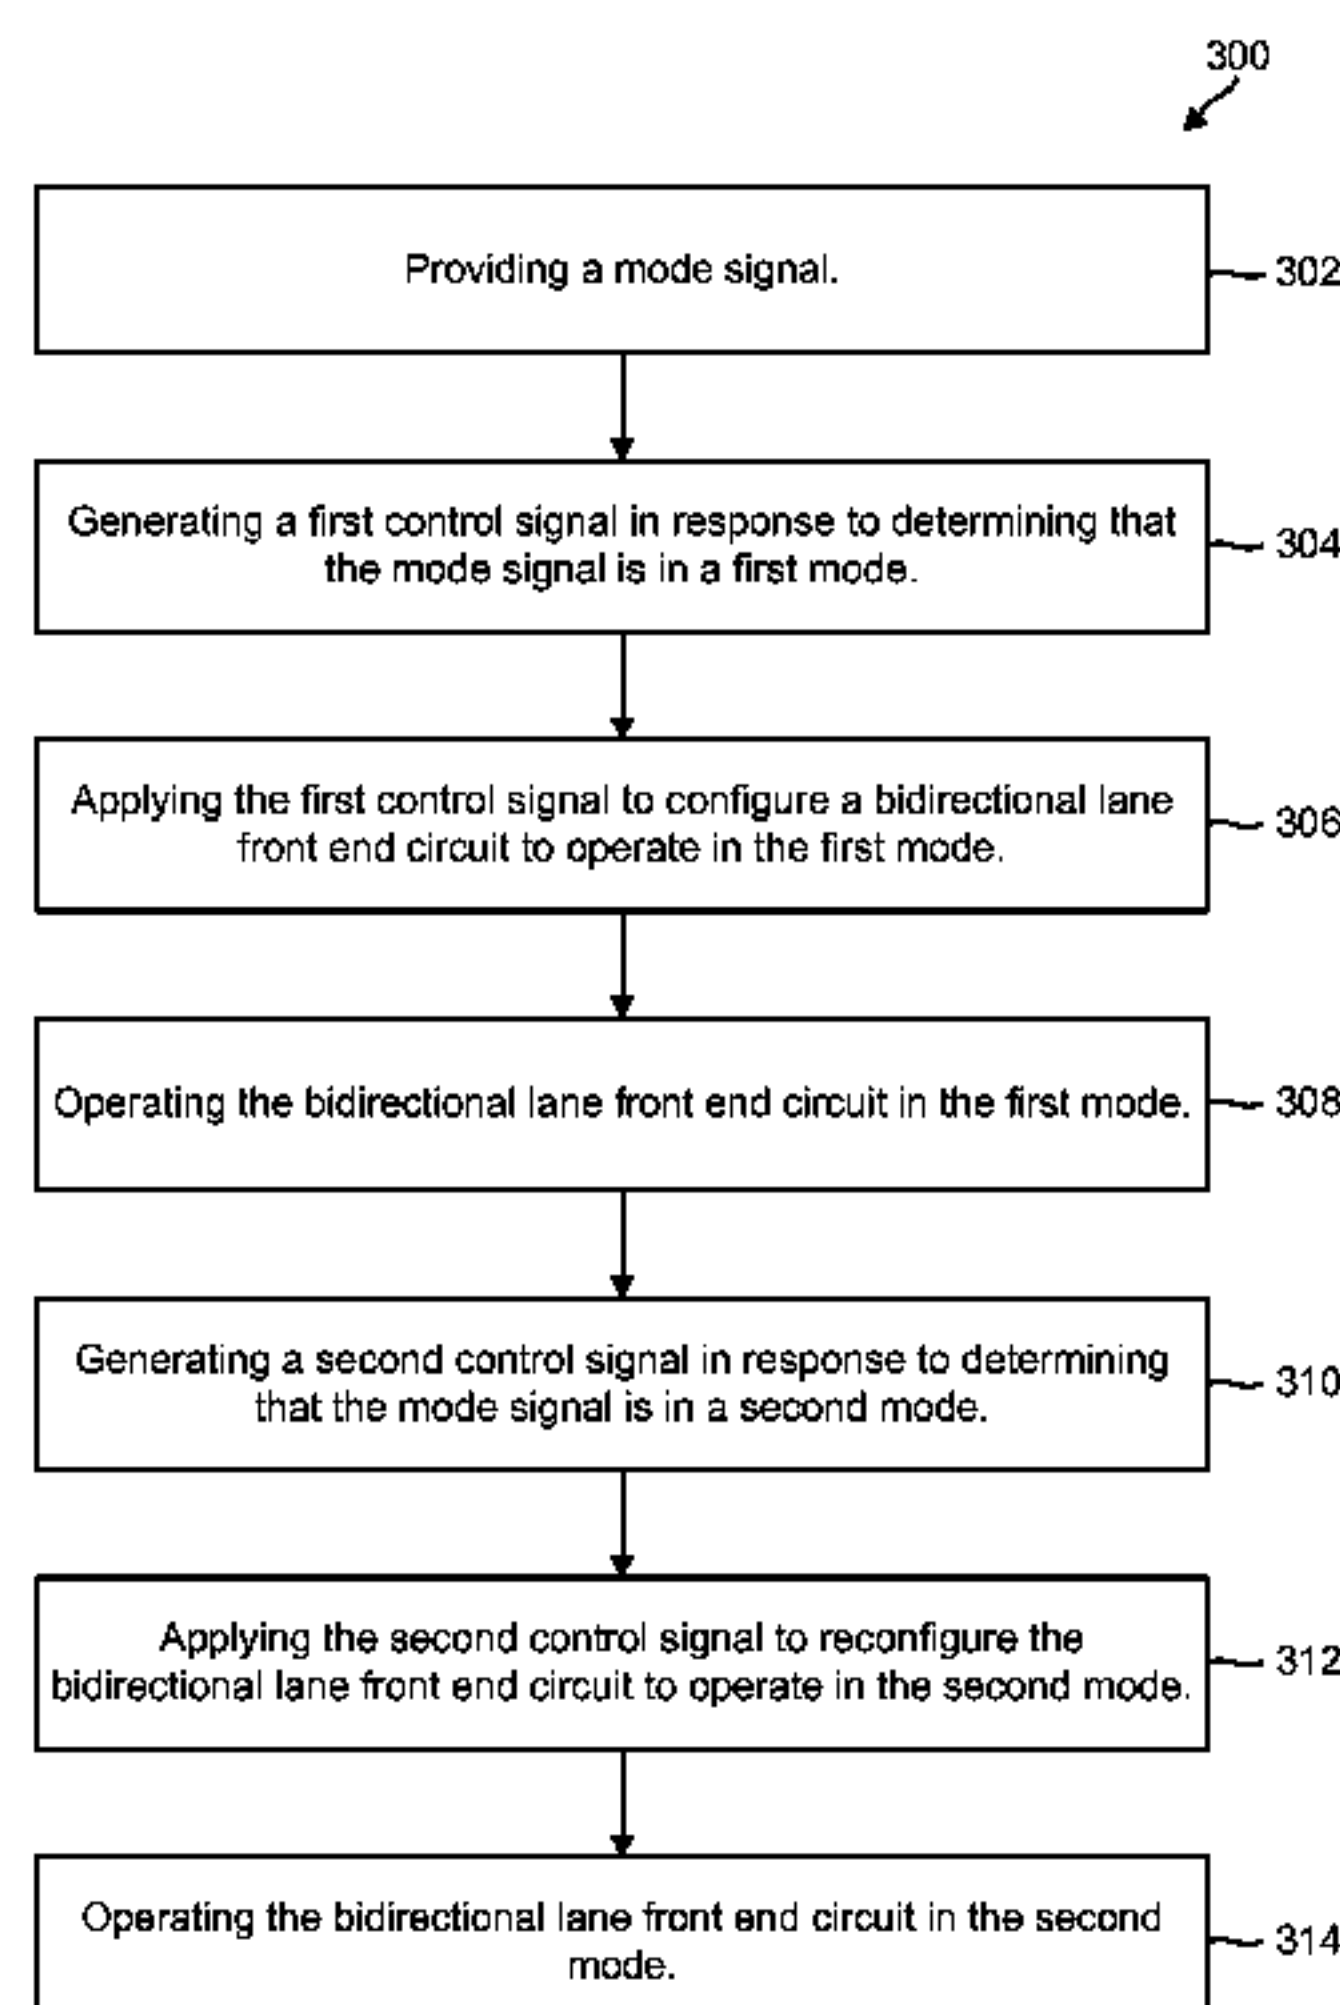 300
Providing a mode signal.
302
Generating a first control signal in response to determining that
the mode signal is in a first mode.
304
Applying the first control signal to configure a bidirectional lane
front end circuit to operate in the first mode.
306
Operating the bidirectional lane front end circuit in the first mode.
308
Generating a second control signal in response to determining
that the mode signal is in a second mode.
310
Applying the second control signal to reconfigure the
bidirectional lane front end circuit to operate in the second mode.
312
Operating the bidirectional lane front end circuit in the second
mode.
314